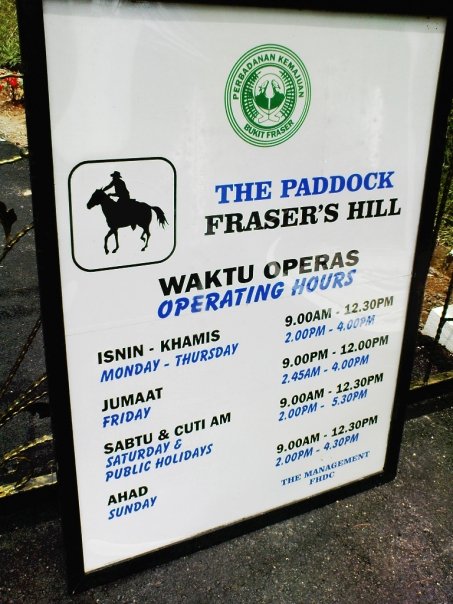 PERBADANAN KEMAJUAN
BUKIT FRASER
THE PADDOCK
FRASER'S HILL
WAKTU OPERAS
OPERATING HOURS
ISNIN - KHAMIS
MONDAY - THURSDAY
9.00AM - 12.30PM
2.00PM - 4.00PM
JUMAAT
FRIDAY
9.00PM - 12.00PM
2.45AM - 4.00PM
SABTU & CUTI AM
SATURDAY &
PUBLIC HOLIDAYS
9.00AM - 12.30PM
2.00PM - 5.30PM
AHAD
SUNDAY
9.00AM - 12.30PM
2.00PM - 4.30PM
THE MANAGEMENT
FHDC